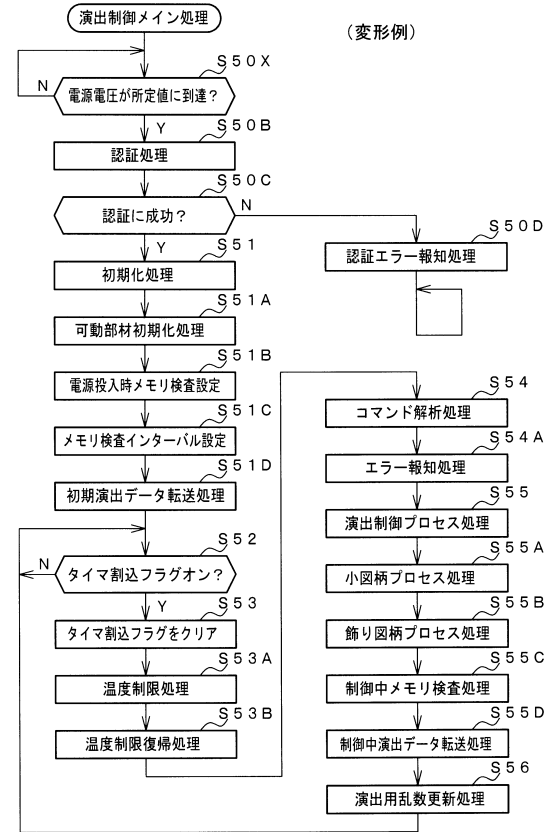 演出制御メイン処理
(変形例)
S50X
電源電圧が所定値に到達？
N
Y
S50B
認証処理
S50C
認証に成功？
N
Y
S50D
認証エラー報知処理
S51
初期化処理
S51A
可動部材初期化処理
S51B
電源投入時メモリ検査設定
S51C
メモリ検査インターバル設定
S51D
初期演出データ転送処理
S52
タイマ割込フラグオン？
N
Y
S53
タイマ割込フラグをクリア
S53A
温度制限処理
S53B
温度制限復帰処理
S54
コマンド解析処理
S54A
エラー報知処理
S55
演出制御プロセス処理
S55A
小図柄プロセス処理
S55B
飾り図柄プロセス処理
S55C
制御中メモリ検査処理
S55D
制御中演出データ転送処理
S56
演出用乱数更新処理